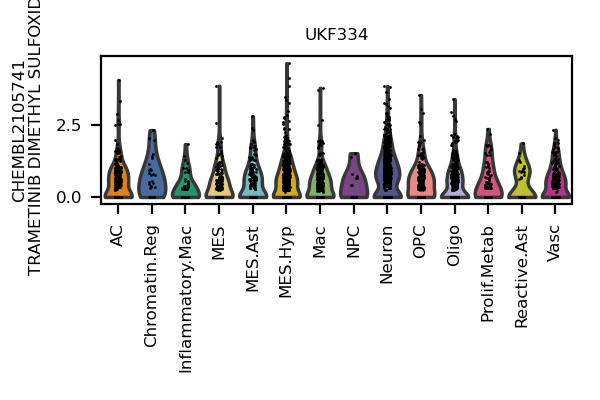 UKF334
CHEMBL2105741
TRAMETINIB DIMETHYL
2.5
0.0
AC
Chromatin.Reg
Inflammatory.Mac
MES
MES.Ast
MES.Hyp
Mac
NPC
Neuron
OPC
Oligo
Prolif.Metab
Reactive.Ast
Vasc